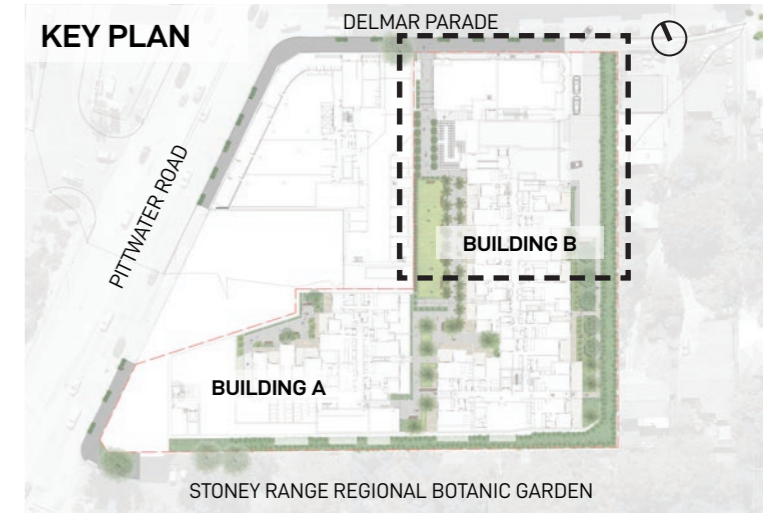 KEY PLAN
DELMAR PARADE
PITTWATER ROAD
BUILDING B
BUILDING A
STONEY RANGE REGIONAL BOTANIC GARDEN